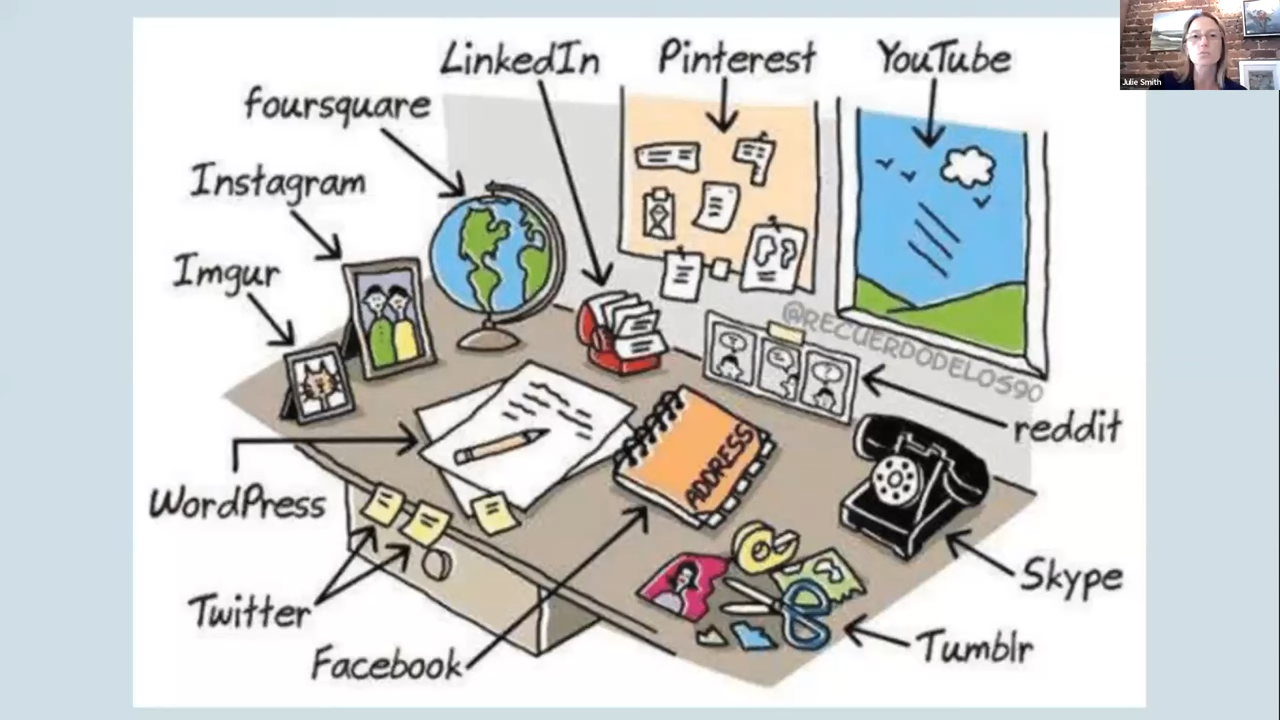 LinkedIn
Pinterest
YouTube
Julie Smith
foursquare
Instagram
Imgur
@RECUERDODELOS90
reddit
ADDRESS
WordPress
Skype
Twitter
Tumblr
Facebook